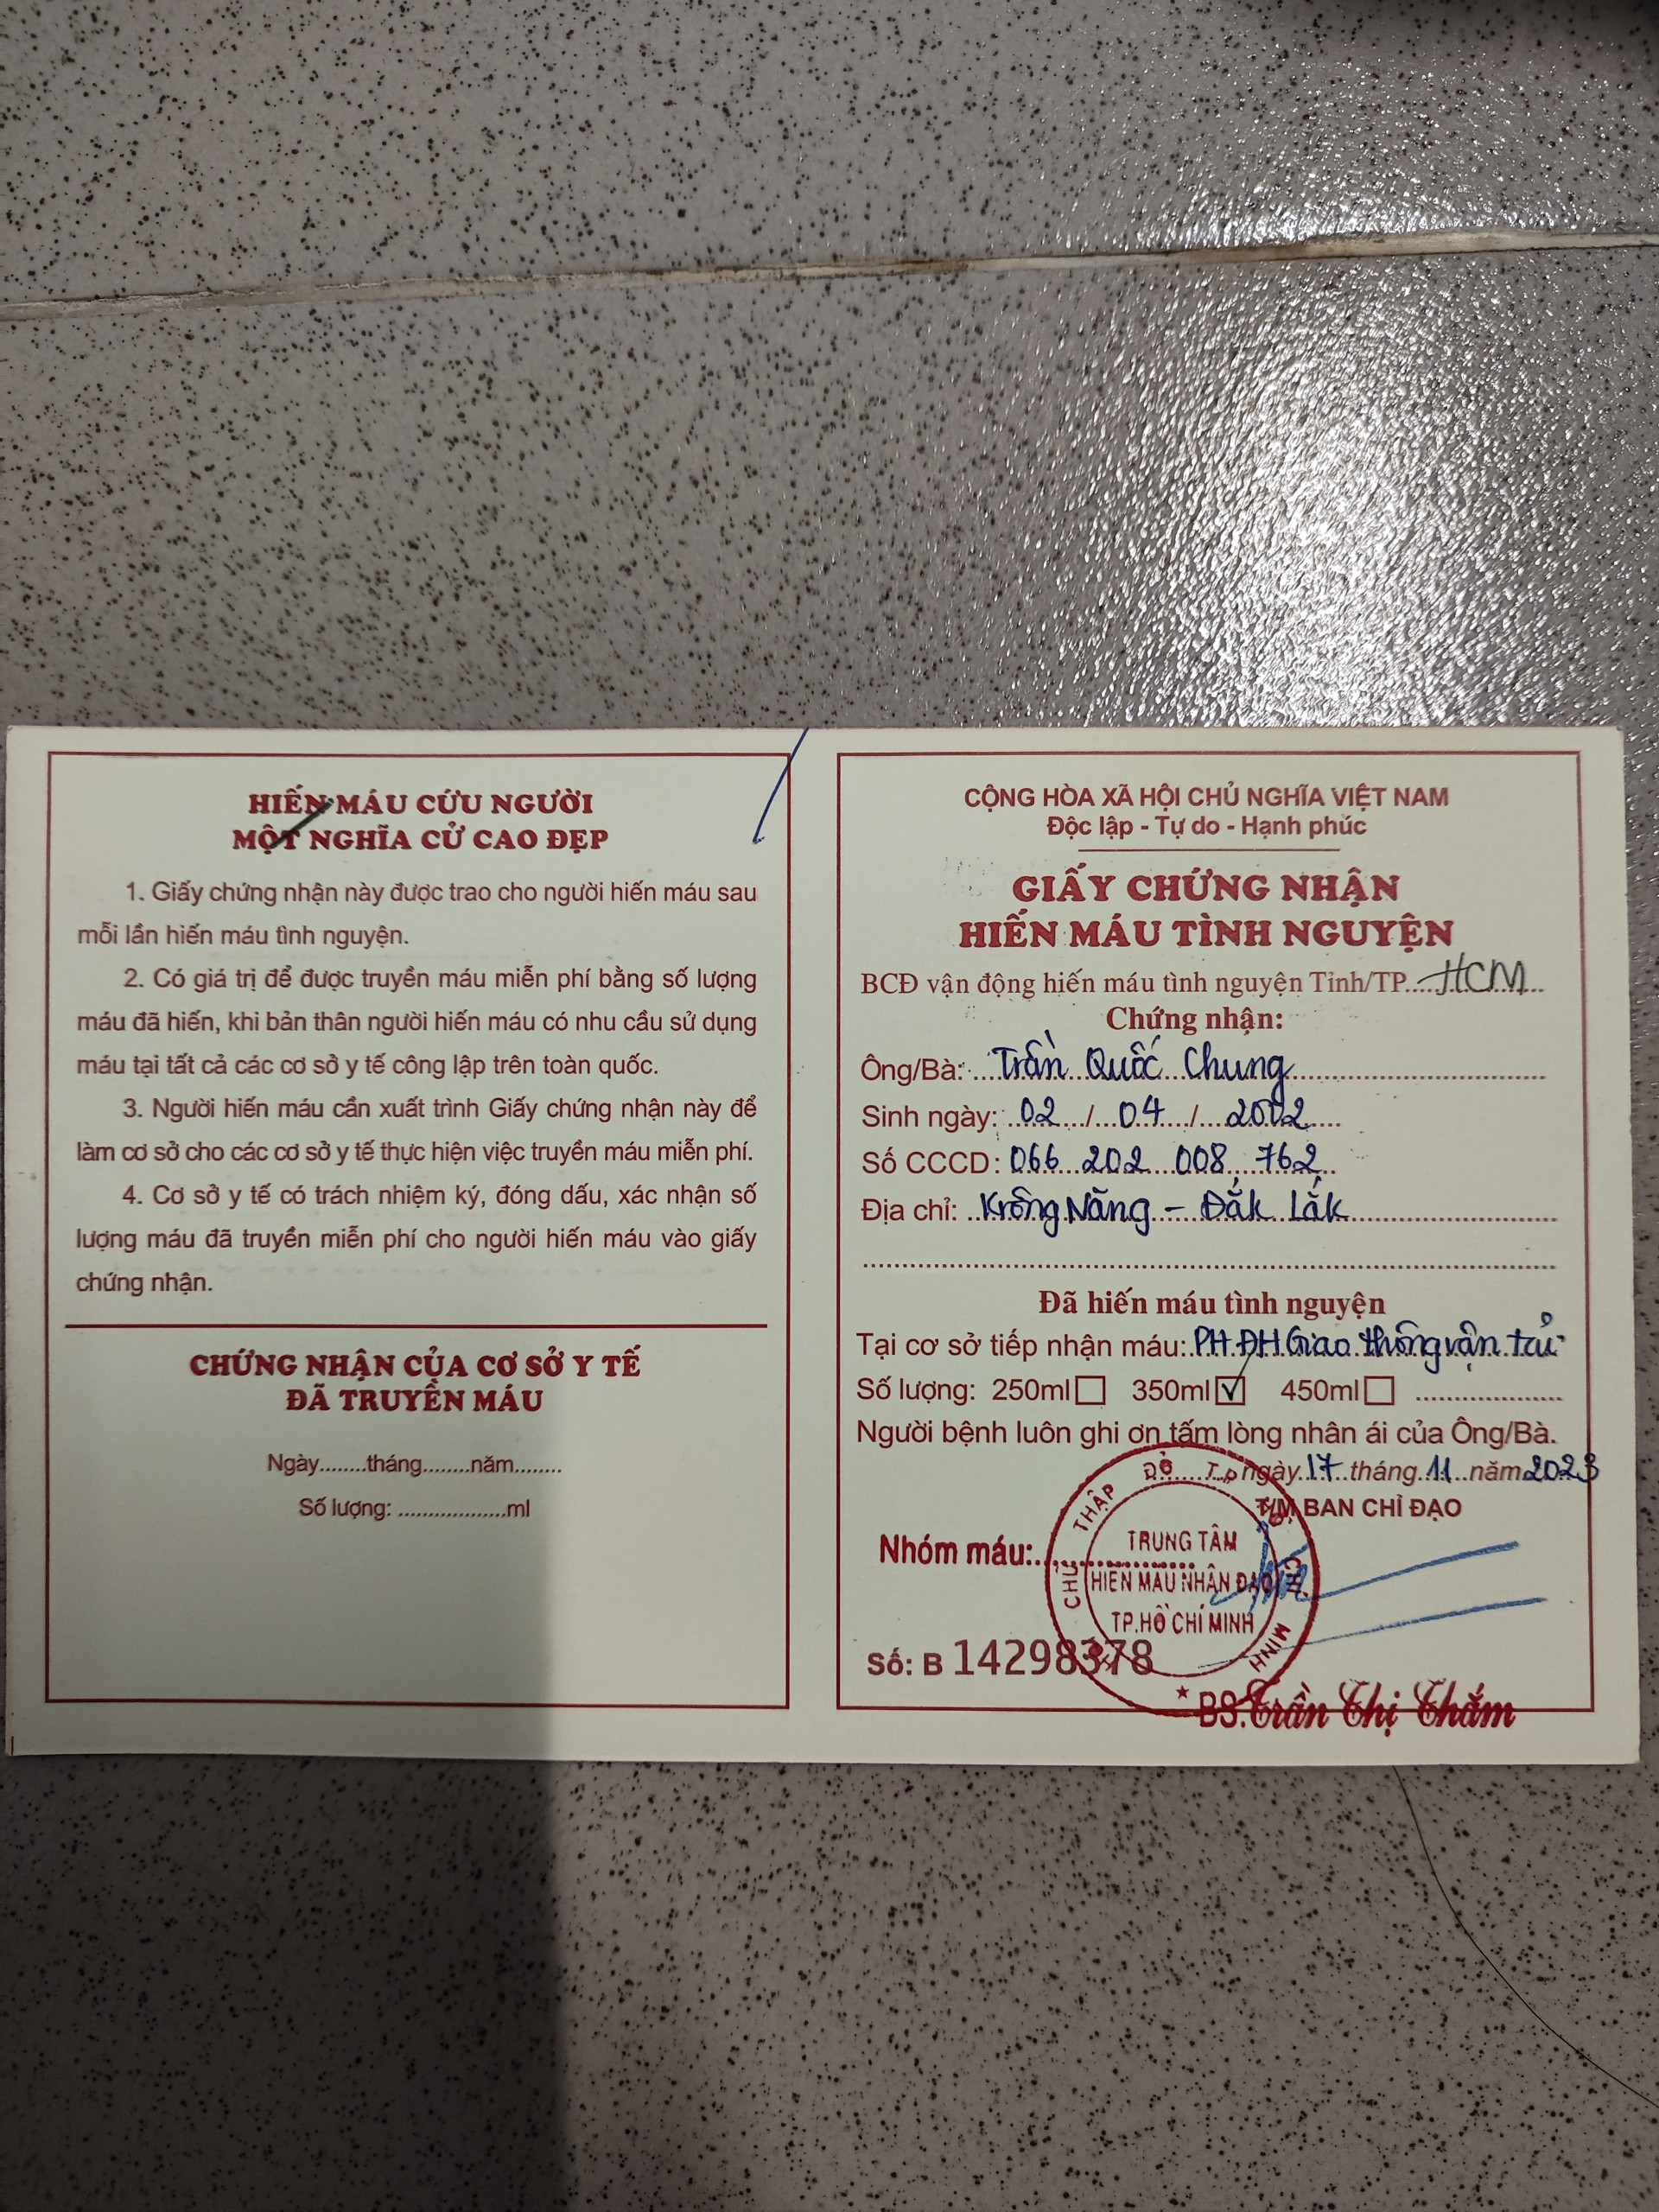 HIẾN MÁU CỨU NGƯỜI
MỘT NGHĨA CỬ CAO ĐẸP
1. Giấy chứng nhận này được trao cho người hiến máu sau
mỗi lần hiến máu tình nguyện.
2. Có giá trị để được truyền máu miễn phí bằng số lượng
máu đã hiến, khi bản thân người hiến máu có nhu cầu sử dụng
máu tại tất cả các cơ sở y tế công lập trên toàn quốc.
3. Người hiến máu cần xuất trình Giấy chứng nhận này để
làm cơ sở cho các cơ sở y tế thực hiện việc truyền máu miễn phí.
4. Cơ sở y tế có trách nhiệm ký, đóng dấu, xác nhận số
lượng máu đã truyền miễn phí cho người hiến máu vào giấy
chứng nhận.
CHỨNG NHẬN CỦA CƠ SỞ Y TẾ
ĐÃ TRUYỀN MÁU
Ngày........tháng........năm........
Số lượng: ...................ml
CỘNG HÒA XÃ HỘI CHỦ NGHĨA VIỆT NAM
Độc lập - Tự do - Hạnh phúc
GIẤY CHỨNG NHẬN
HIẾN MÁU TÌNH NGUYỆN
BCĐ vận động hiến máu tình nguyện Tỉnh/TP....HCM
Chứng nhận:
Ông/Bà: Trần Quốc Chung
Sinh ngày: 02 / 04 / 2002
Số CCCD: 066 202 008 762
Địa chỉ: Krông Năng - Đắk Lắk
Đã hiến máu tình nguyện
Tại cơ sở tiếp nhận máu: PH ĐH Giao thông vận tải
Số lượng: 250ml 350ml ✓ 450ml
Người bệnh luôn ghi ơn tấm lòng nhân ái của Ông/Bà.
ngày 17 tháng 11 năm 2023
T/M BAN CHỈ ĐẠO
Nhóm máu:
CHỮ THẬP ĐỎ T.P HỒ CHÍ MINH
TRUNG TÂM
HIẾN MÁU NHÂN ĐẠO
TP.HỒ CHÍ MINH
Số: B 14298378
BS. Trần Thị Thắm